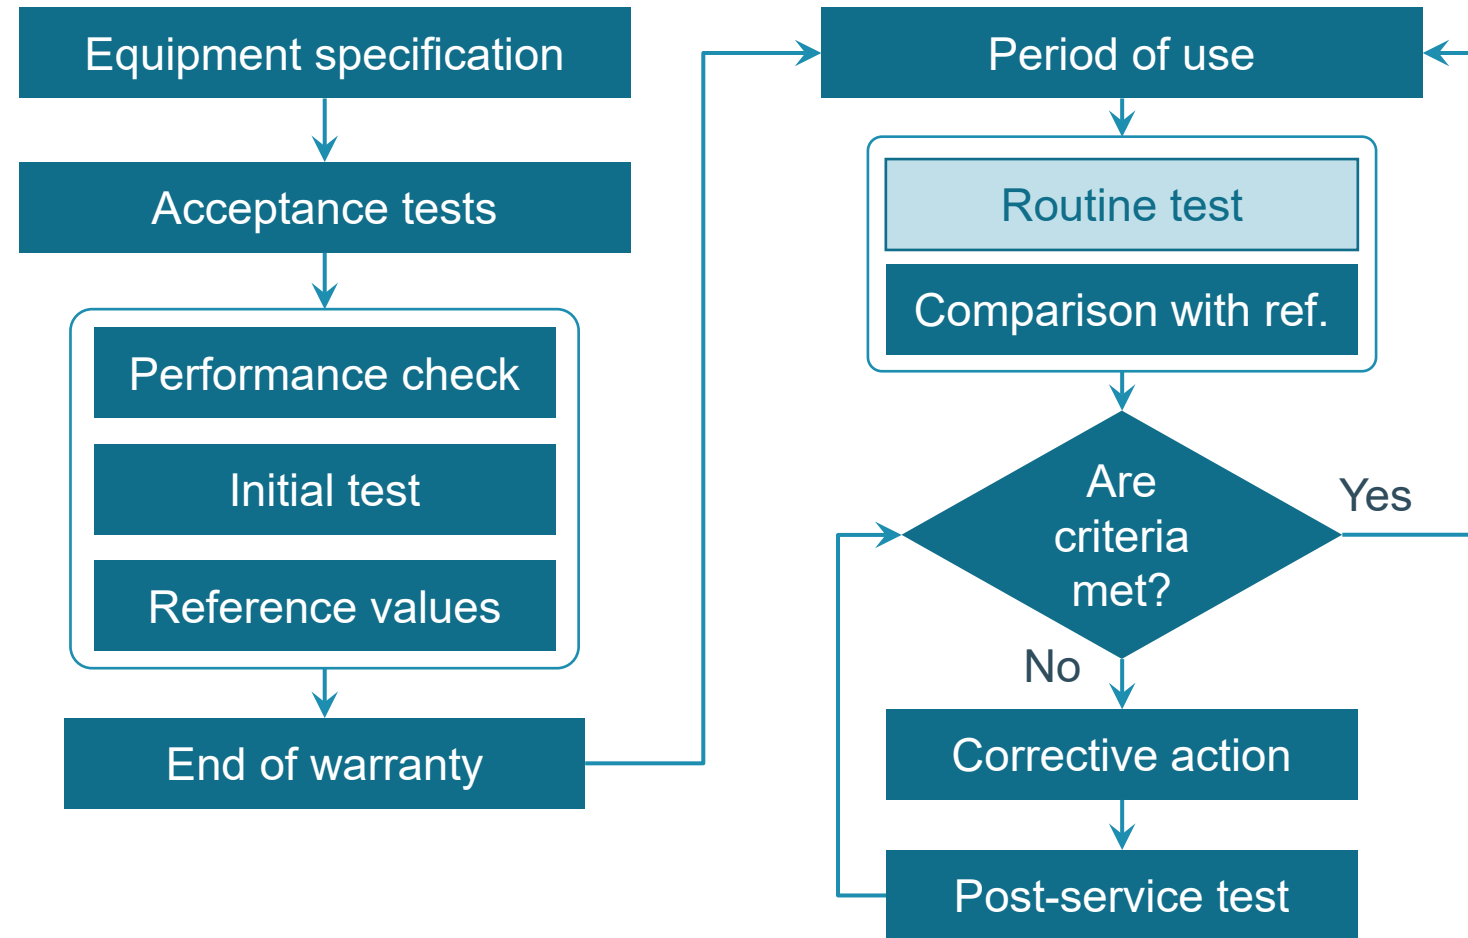 Equipment specification
Acceptance tests
Performance check
Initial test
Reference values
End of warranty
Period of use
Routine test
Comparison with ref.
Are
criteria
met?
Yes
No
Corrective action
Post-service test